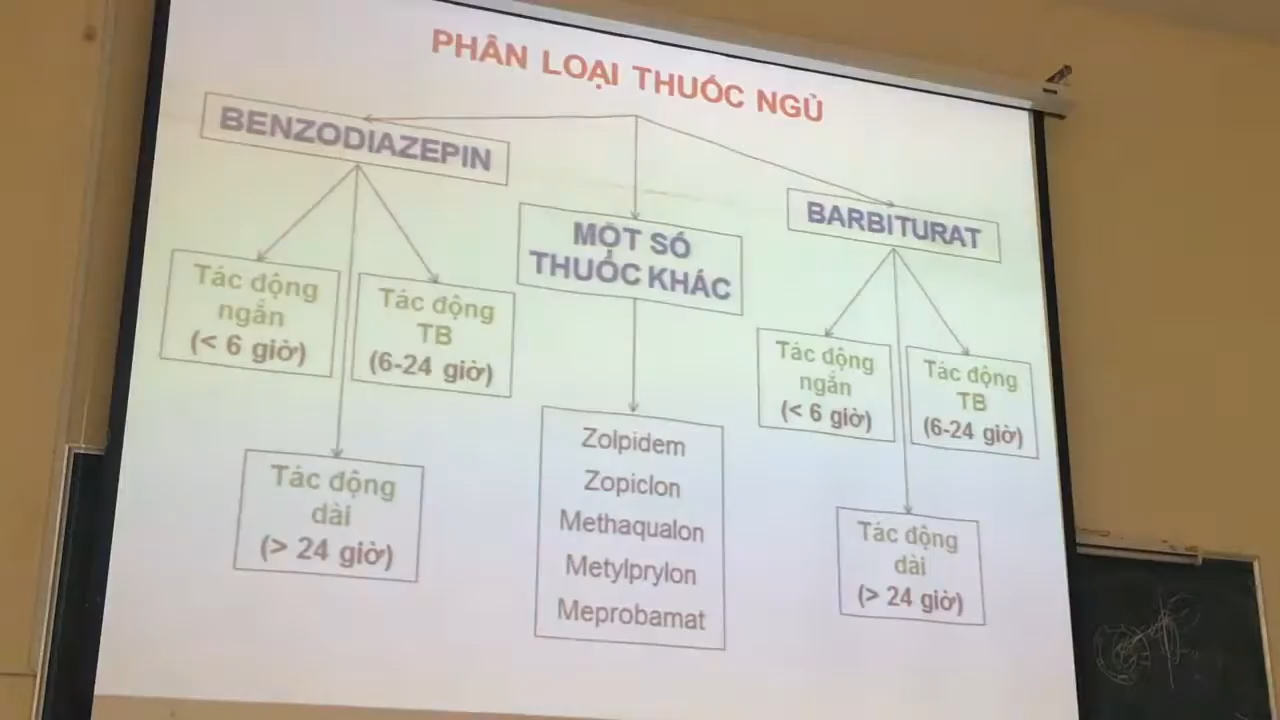 PHÂN LOẠI THUỐC NGỦ
BENZODIAZEPIN
Tác động
ngắn
(< 6 giờ)
Tác động
TB
(6-24 giờ)
Tác động
dài
(> 24 giờ)
MỘT SỐ
THUỐC KHÁC
Zolpidem
Zopiclon
Methaqualon
Metylprylon
Meprobamat
BARBITURAT
Tác động
ngắn
(< 6 giờ)
Tác động
TB
(6-24 giờ)
Tác động
dài
(> 24 giờ)